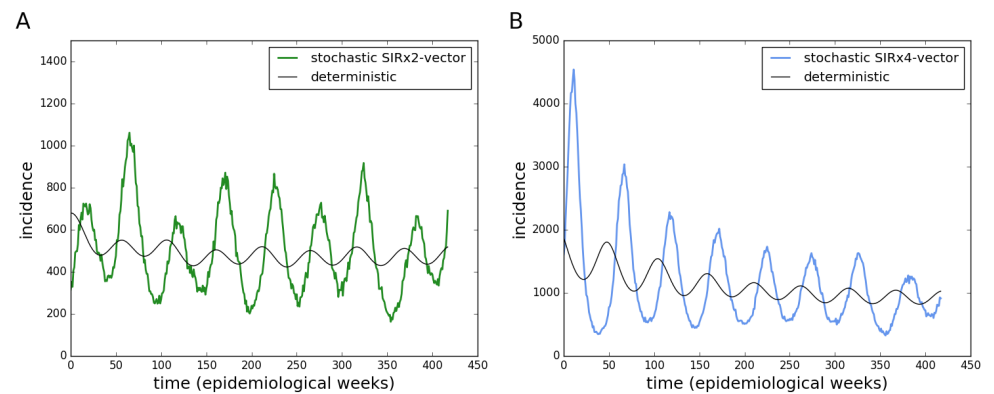 A
stochastic SIRx2-vector
deterministic
incidence
1400
1200
1000
800
600
400
200
0
0 50 100 150 200 250 300 350 400 450
time (epidemiological weeks)
B
stochastic SIRx4-vector
deterministic
incidence
5000
4000
3000
2000
1000
0
0 50 100 150 200 250 300 350 400 450
time (epidemiological weeks)